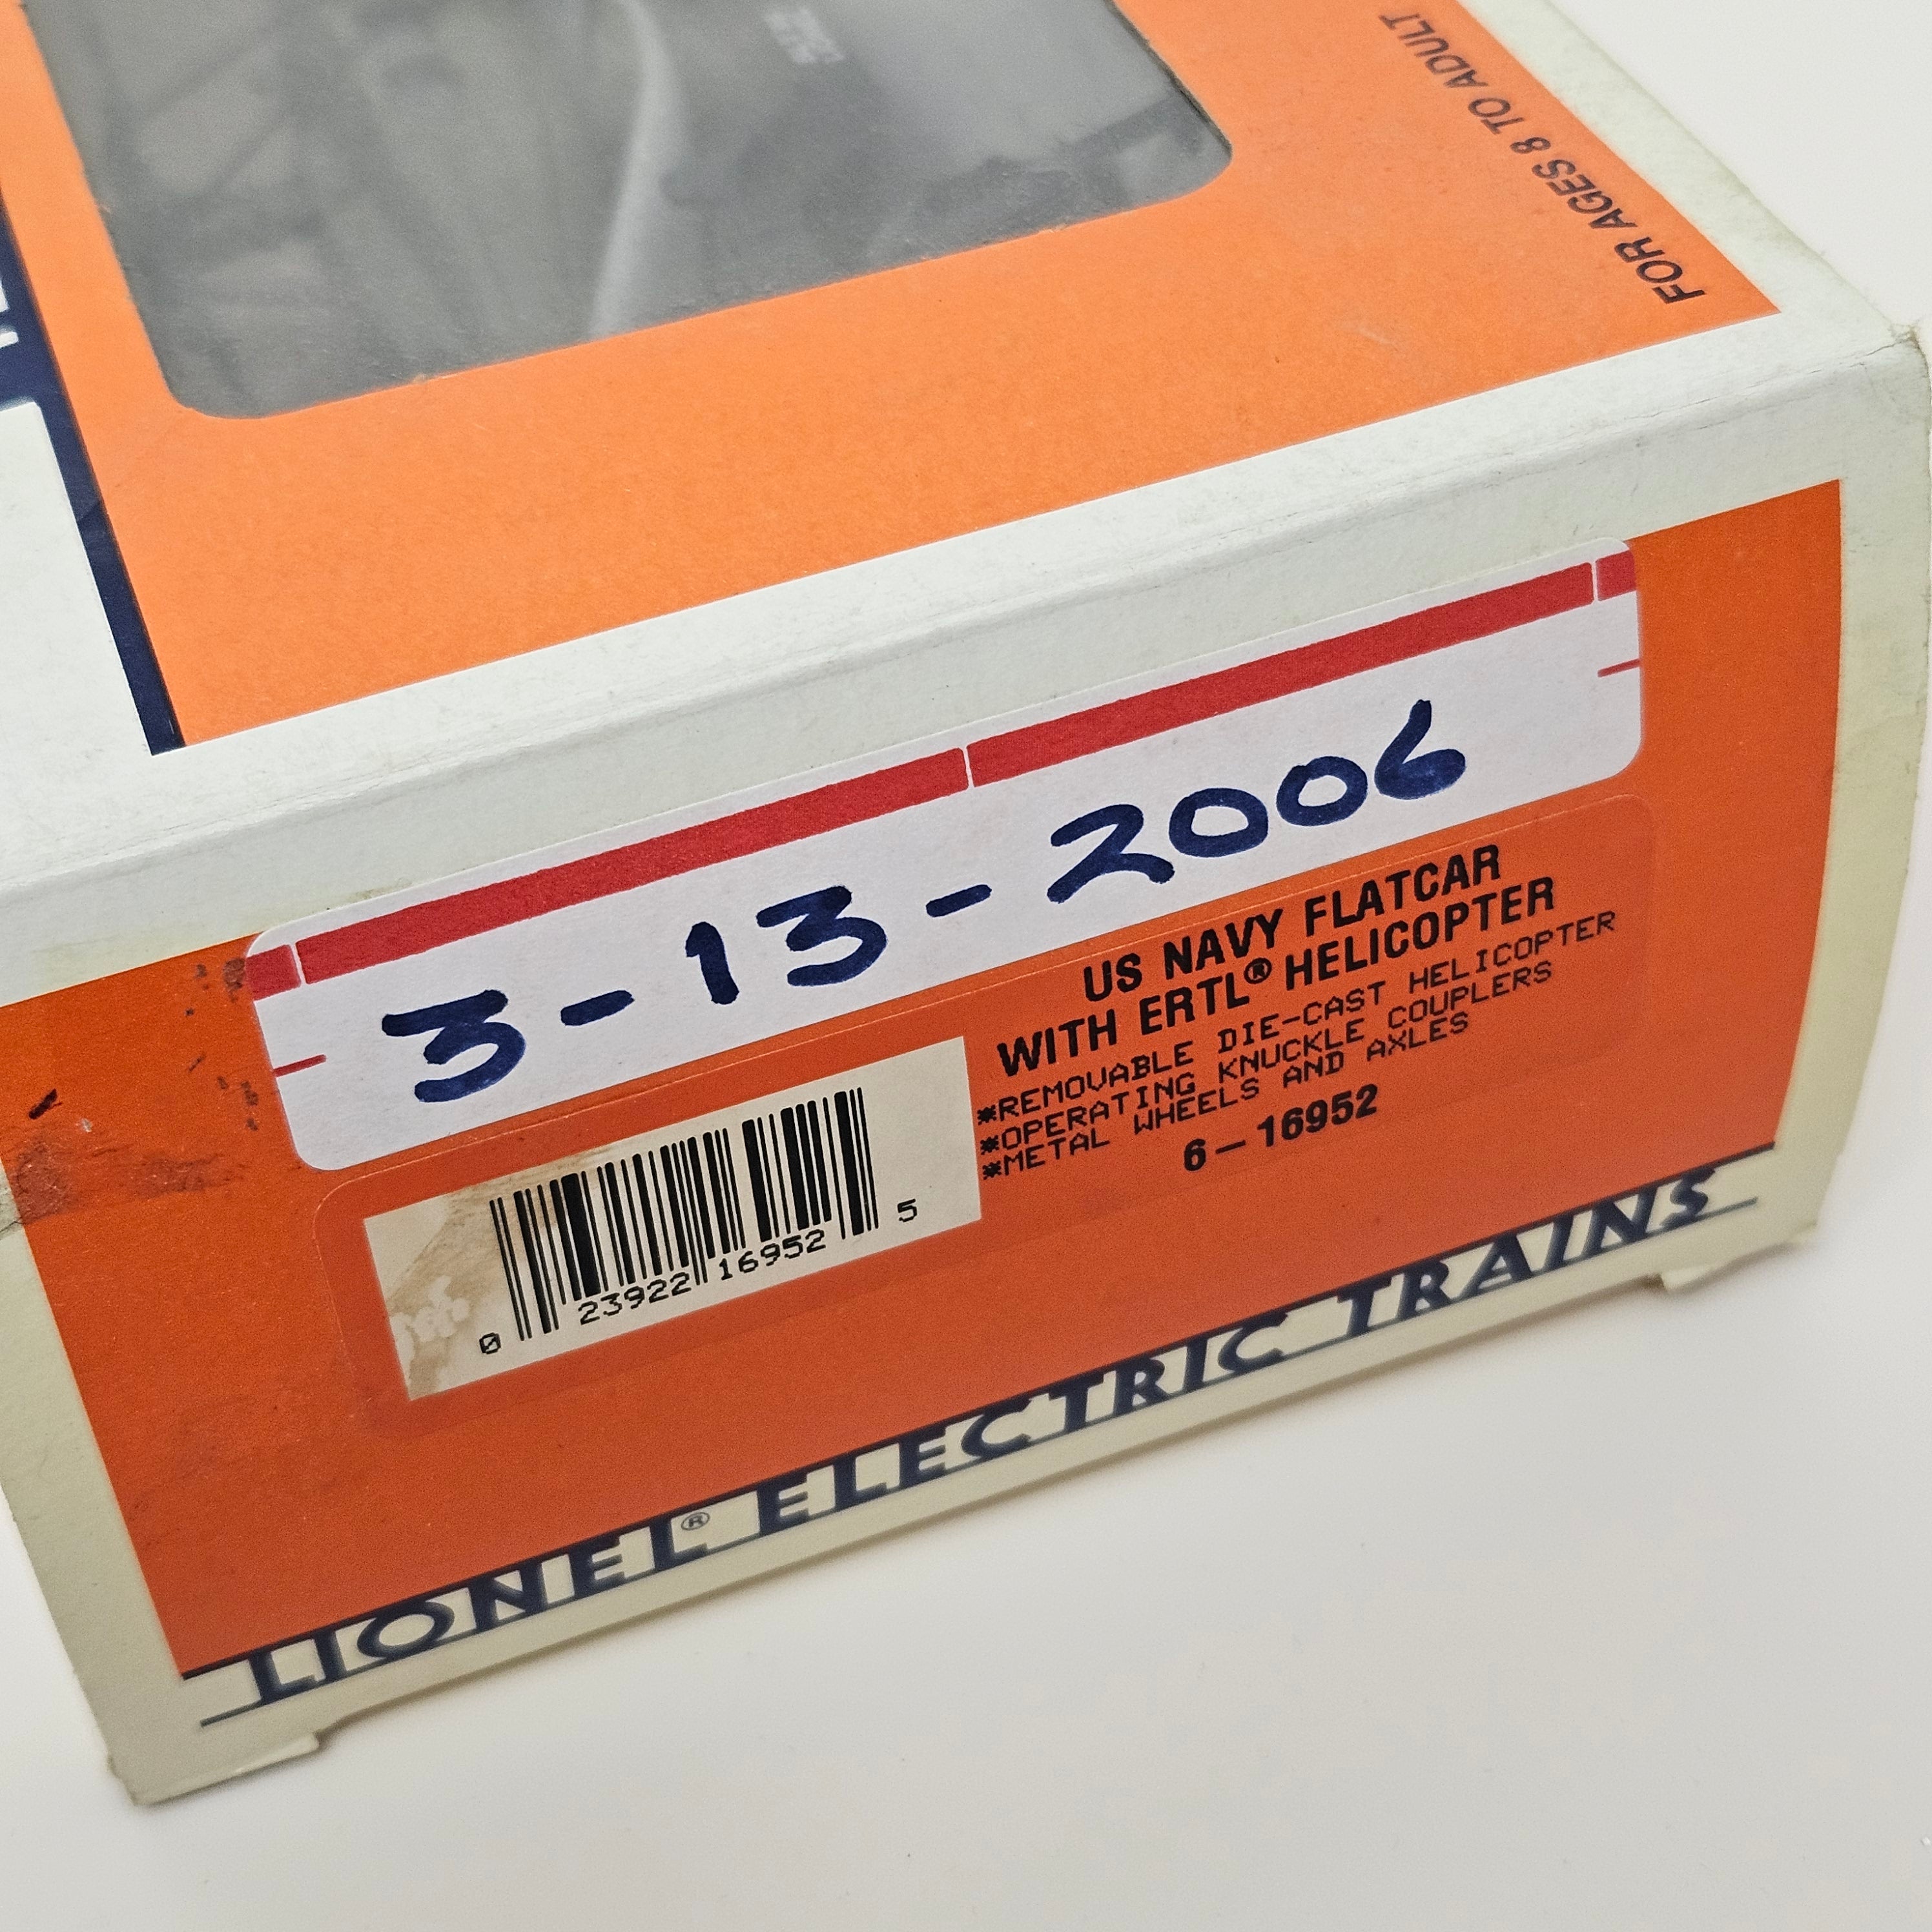 FOR AGES 8 TO ADULT
3-13-2006
US NAVY FLATCAR
WITH ERTL® HELICOPTER
*REMOVABLE DIE-CAST HELICOPTER
*OPERATING KNUCKLE COUPLERS
*METAL WHEELS AND AXLES
6-16952
0 23922 16952 5
LIONEL® ELECTRIC TRAINS